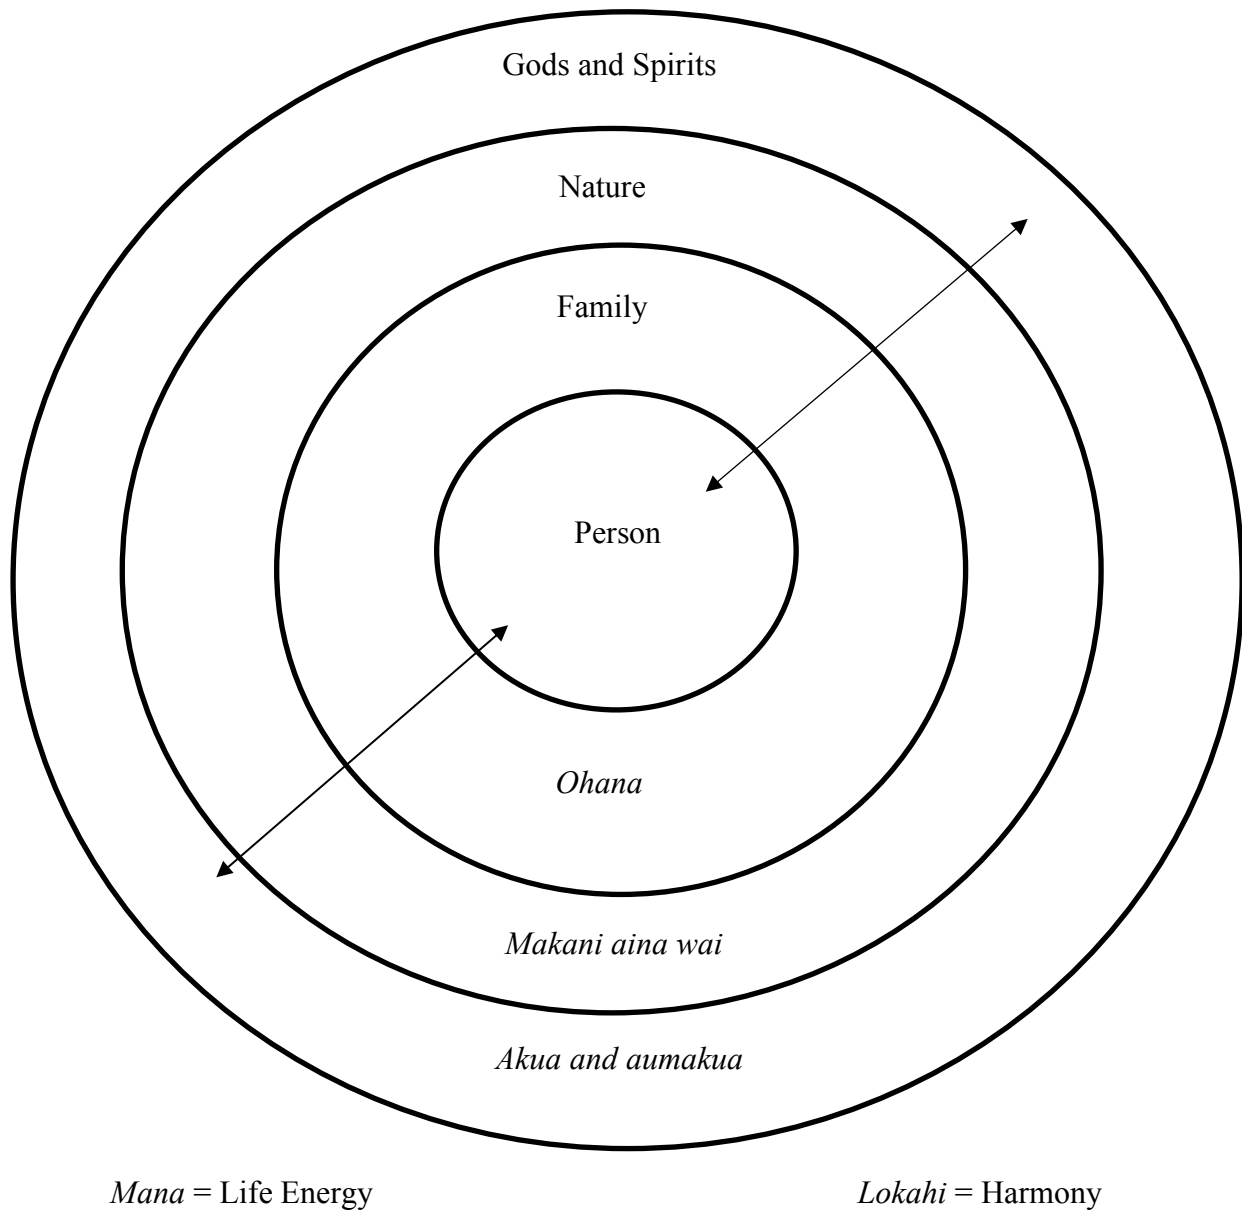 Gods and Spirits
Nature
Family
Person
Ohana
Makani aina wai
Akua and aumakua
Mana = Life Energy
Lokahi = Harmony